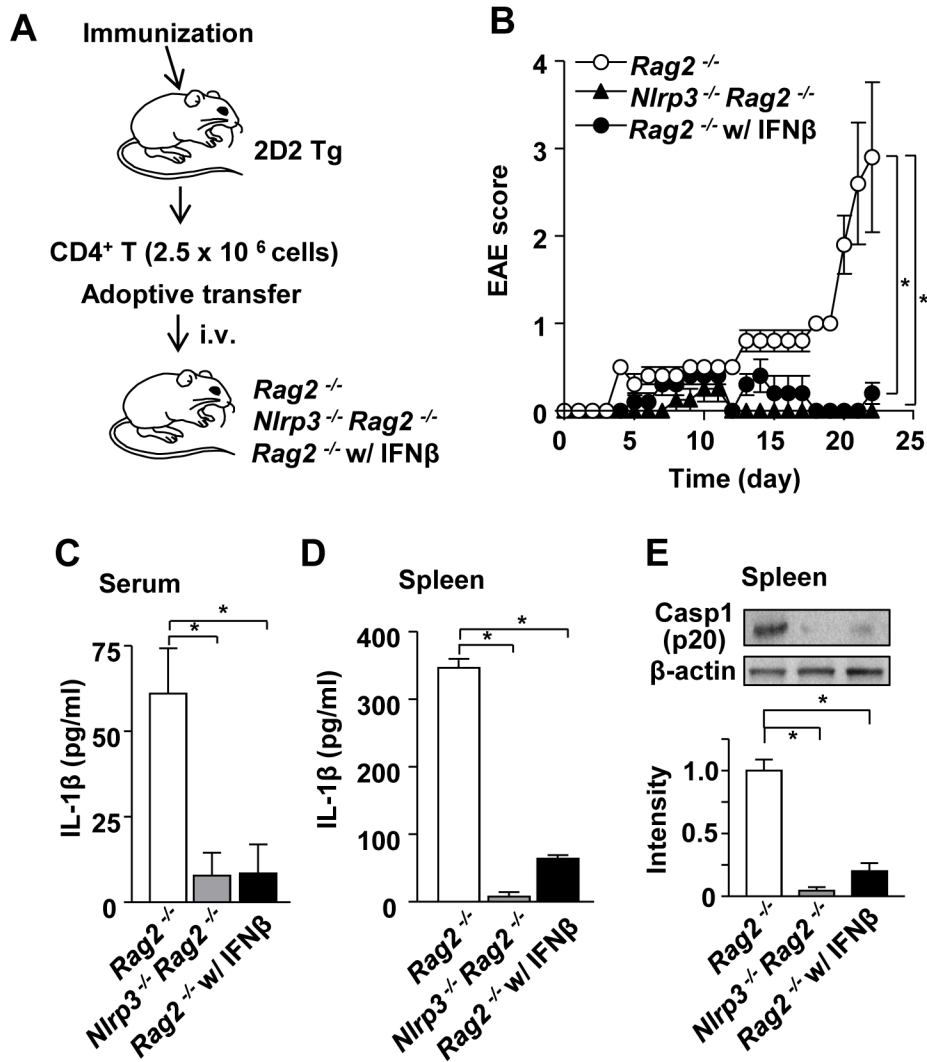 A
Immunization
2D2 Tg
CD4⁺ T (2.5 x 10 ⁶ cells)
Adoptive transfer
i.v.
Rag2 ⁻/⁻
Nlrp3 ⁻/⁻ Rag2 ⁻/⁻
Rag2 ⁻/⁻ w/ IFNβ
B
Rag2 ⁻/⁻
Nlrp3 ⁻/⁻ Rag2 ⁻/⁻
Rag2 ⁻/⁻ w/ IFNβ
EAE score
4
3
2
1
0
* *
0 5 10 15 20 25
Time (day)
C
Serum
*
*
IL-1β (pg/ml)
75
50
25
0
Rag2 ⁻/⁻
Nlrp3 ⁻/⁻ Rag2 ⁻/⁻
Rag2 ⁻/⁻ w/ IFNβ
D
Spleen
*
*
IL-1β (pg/ml)
400
300
200
100
0
Rag2 ⁻/⁻
Nlrp3 ⁻/⁻ Rag2 ⁻/⁻
Rag2 ⁻/⁻ w/ IFNβ
E
Spleen
Casp1
(p20)
β-actin
*
*
Intensity
1.0
0.5
0
Rag2 ⁻/⁻
Nlrp3 ⁻/⁻ Rag2 ⁻/⁻
Rag2 ⁻/⁻ w/ IFNβ